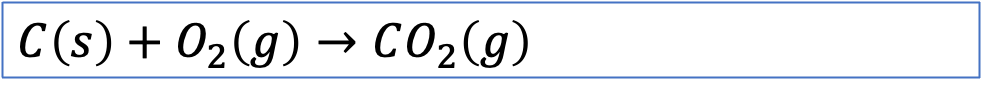 C(s) + O₂(g) → CO₂(g)